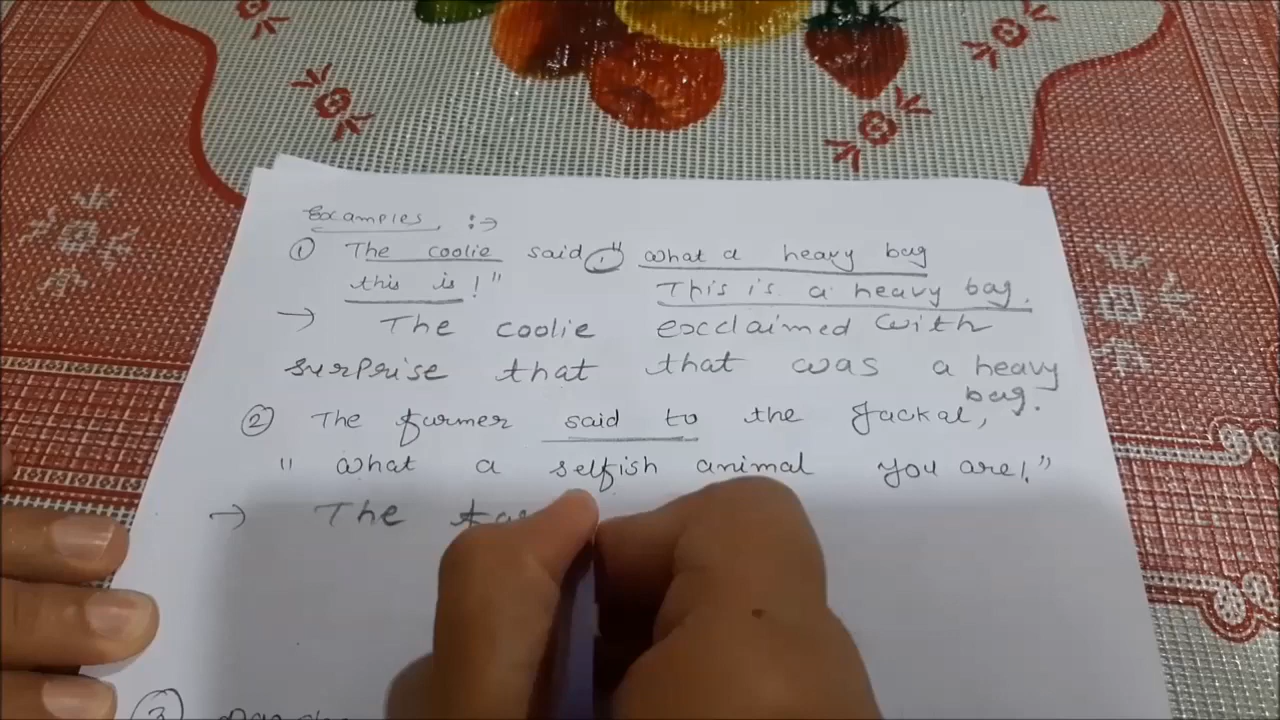 Examples :→
① The coolie said, " what a heavy bag
this is! "
This is a heavy bag.
→ The coolie exclaimed with
surprise that that was a heavy
bag.
② The farmer said to the Jackal,
" what a selfish animal you are! "
→ The
③